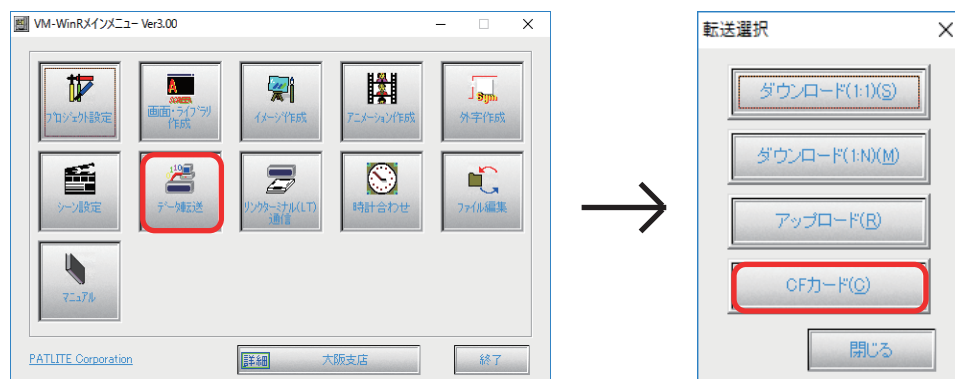 VM-WinRメインメニュー Ver3.00
プロジェクト設定
画面・ライブラリ
作成
イメージ作成
アニメーション作成
外字作成
シーン設定
データ転送
リンクターミナル(LT)
通信
時計合わせ
ファイル編集
マニュアル
PATLITE Corporation
詳細
大阪支店
終了
転送選択
ダウンロード(1:1)(S)
ダウンロード(1:N)(M)
アップロード(R)
CFカード(C)
閉じる